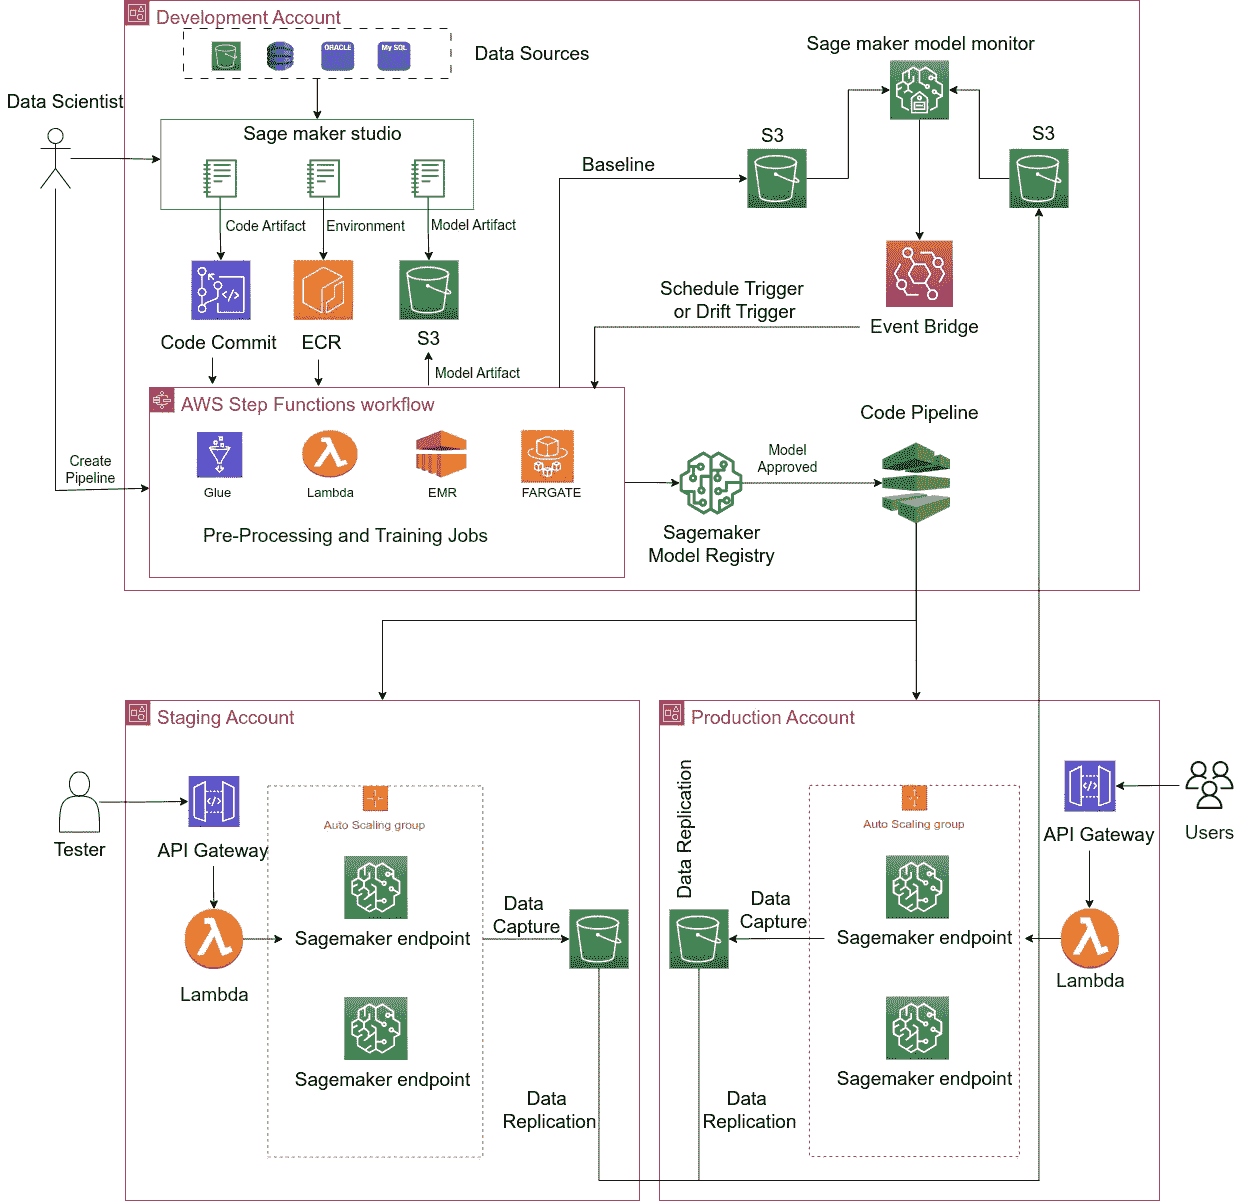 Development Account
ORACLE
My SQL
Data Sources
Sage maker model monitor
Data Scientist
Sage maker studio
S3
S3
Baseline
Code Artifact
Environment
Model Artifact
Schedule Trigger
or Drift Trigger
Event Bridge
Code Commit
ECR
S3
Model Artifact
AWS Step Functions workflow
Code Pipeline
Create
Pipeline
Glue
Lambda
EMR
FARGATE
Model
Approved
Pre-Processing and Training Jobs
Sagemaker
Model Registry
Staging Account
Production Account
Data Replication
Auto Scaling group
Auto Scaling group
Tester
API Gateway
API Gateway
Users
Data
Capture
Data
Capture
Sagemaker endpoint
Sagemaker endpoint
Lambda
Lambda
Sagemaker endpoint
Sagemaker endpoint
Data
Replication
Data
Replication